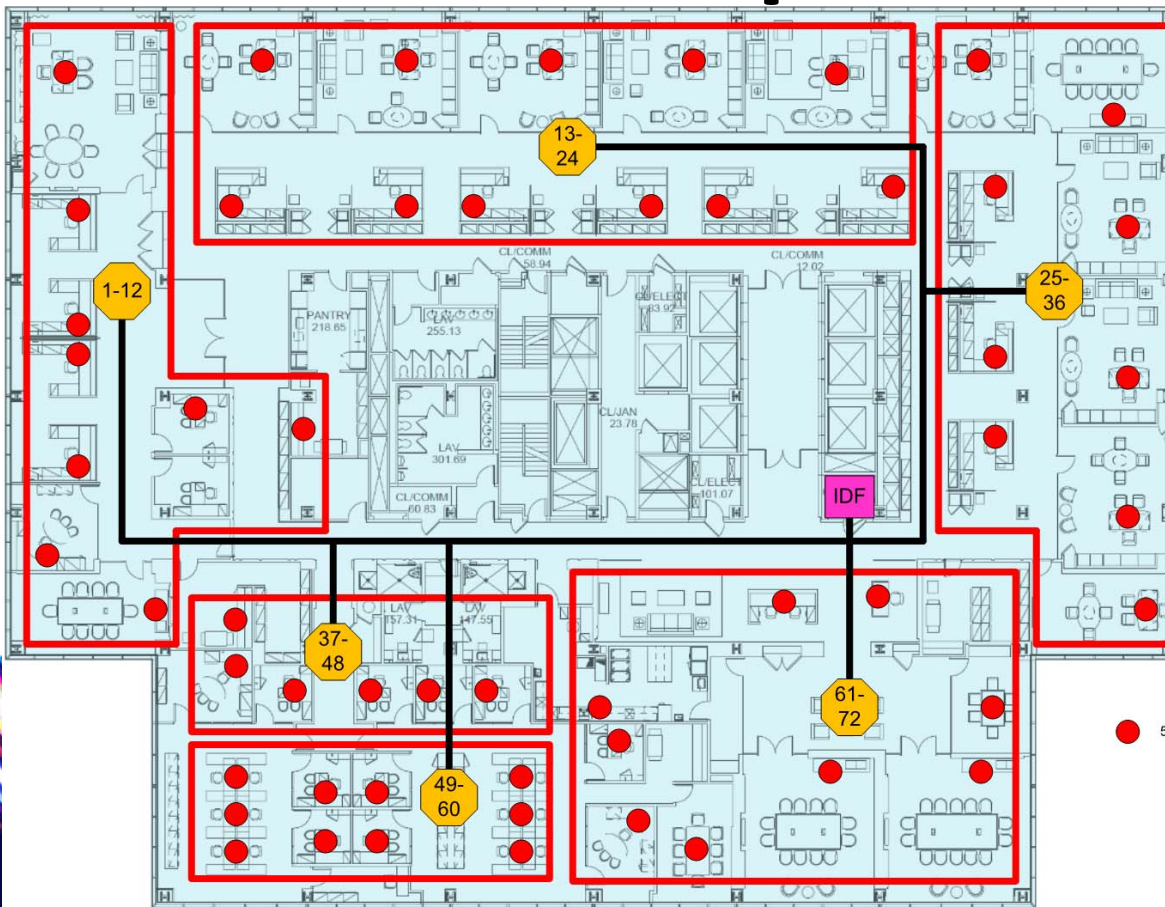 13-
24
CL/COMM
58.94
CL/COMM
12.02
1-12
25-
36
CL/ELECT
83.92
PANTRY
218.65
LAV
255.13
CL/JAN
23.78
LAV
301.69
CL/ELECT
101.07
IDF
CL/COMM
60.83
LAV
157.31
LAV
147.55
37-
48
61-
72
5
49-
60